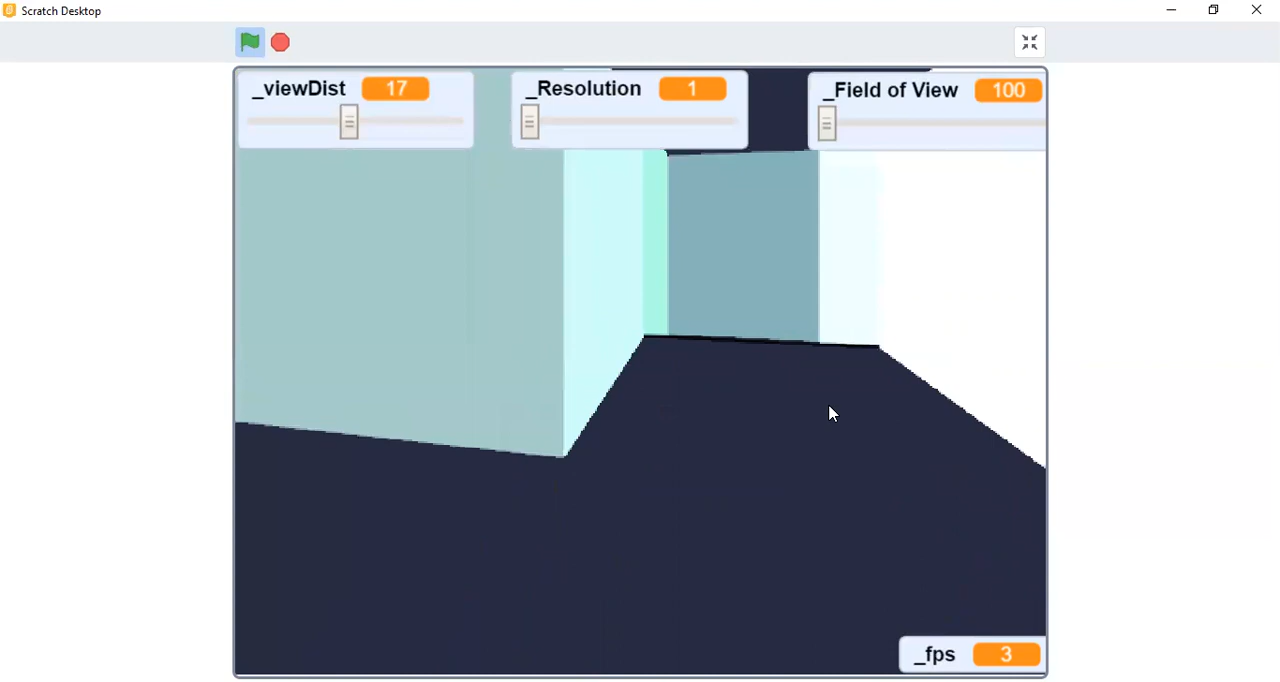 Scratch Desktop
_viewDist 17
_Resolution 1
_Field of View 100
_fps 3